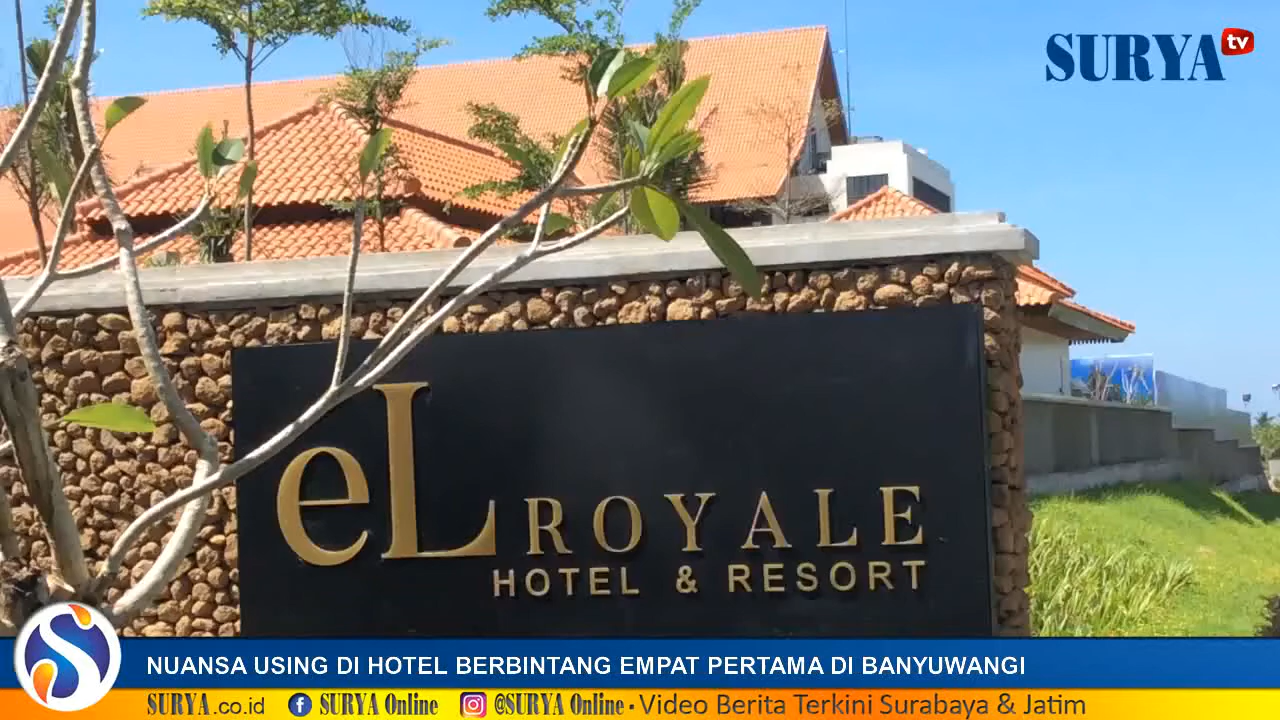 SURYA tv
eL ROYALE
HOTEL & RESORT
NUANSA USING DI HOTEL BERBINTANG EMPAT PERTAMA DI BANYUWANGI
SURYA.co.id SURYA Online @SURYA Online • Video Berita Terkini Surabaya & Jatim